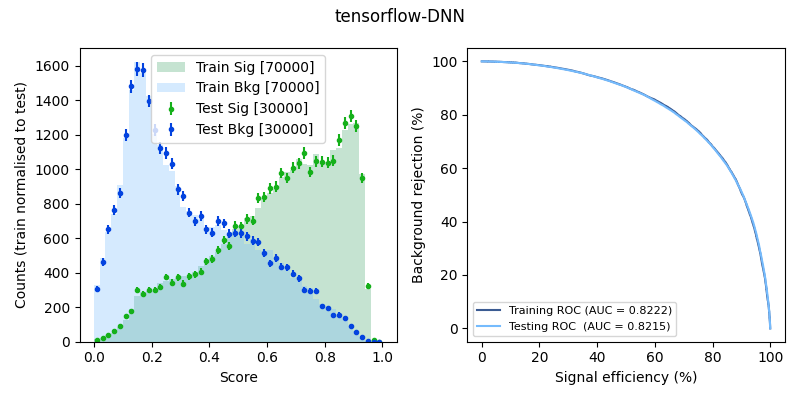 tensorflow-DNN
Counts (train normalised to test)
1600
1400
1200
1000
800
600
400
200
0
0.0 0.2 0.4 0.6 0.8 1.0
Score
Train Sig [70000]
Train Bkg [70000]
Test Sig [30000]
Test Bkg [30000]
Background rejection (%)
100
80
60
40
20
0
0 20 40 60 80 100
Signal efficiency (%)
Training ROC (AUC = 0.8222)
Testing ROC  (AUC = 0.8215)